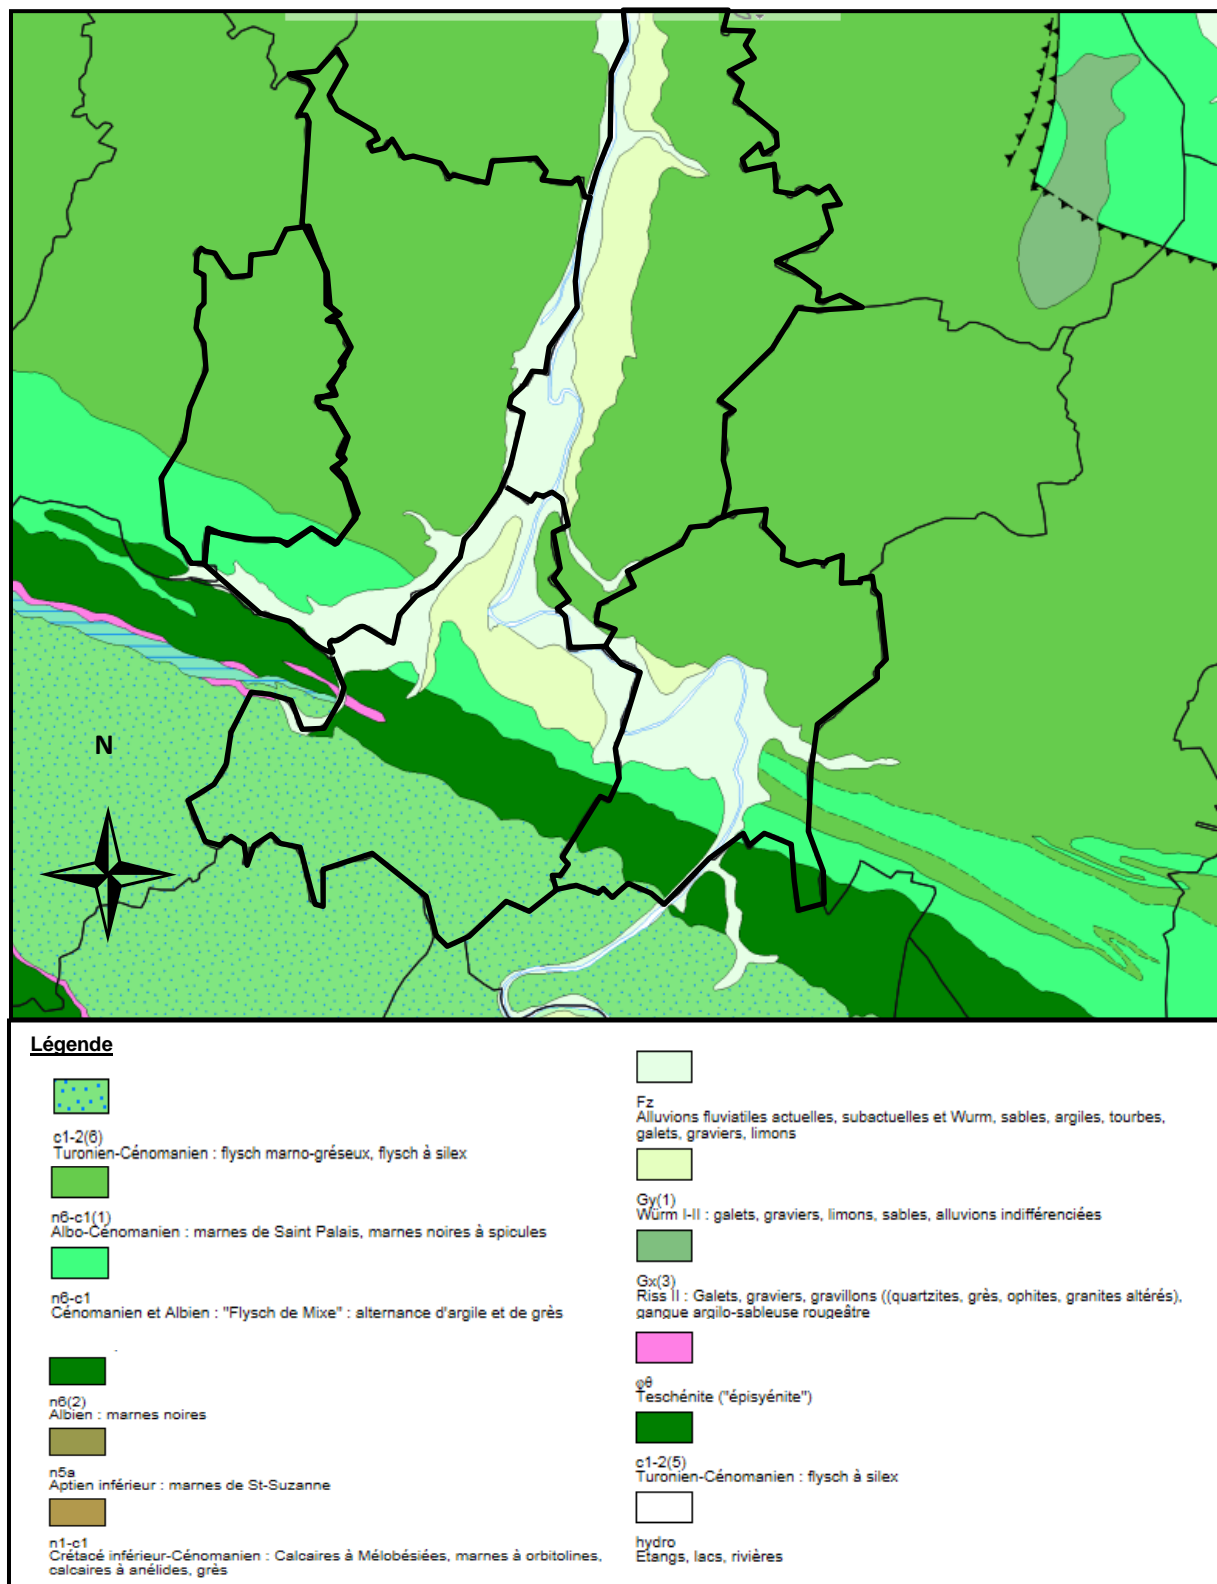 N
Légende
c1-2(6)
Turonien-Cénomanien : flysch marno-gréseux, flysch à silex
n6-c1(1)
Albo-Cénomanien : marnes de Saint Palais, marnes noires à spicules
n6-c1
Cénomanien et Albien : "Flysch de Mixe" : alternance d'argile et de grès
n6(2)
Albien : marnes noires
n5a
Aptien inférieur : marnes de St-Suzanne
n1-c1
Crétacé inférieur-Cénomanien : Calcaires à Mélobésiées, marnes à orbitolines,
calcaires à anélides, grès
Fz
Alluvions fluviatiles actuelles, subactuelles et Wurm, sables, argiles, tourbes,
galets, graviers, limons
Gy(1)
Würm I-II : galets, graviers, limons, sables, alluvions indifférenciées
Gx(3)
Riss II : Galets, graviers, gravillons ((quartzites, grès, ophites, granites altérés),
gangue argilo-sableuse rougeâtre
φθ
Teschénite ("épisyénite")
c1-2(5)
Turonien-Cénomanien : flysch à silex
hydro
Etangs, lacs, rivières